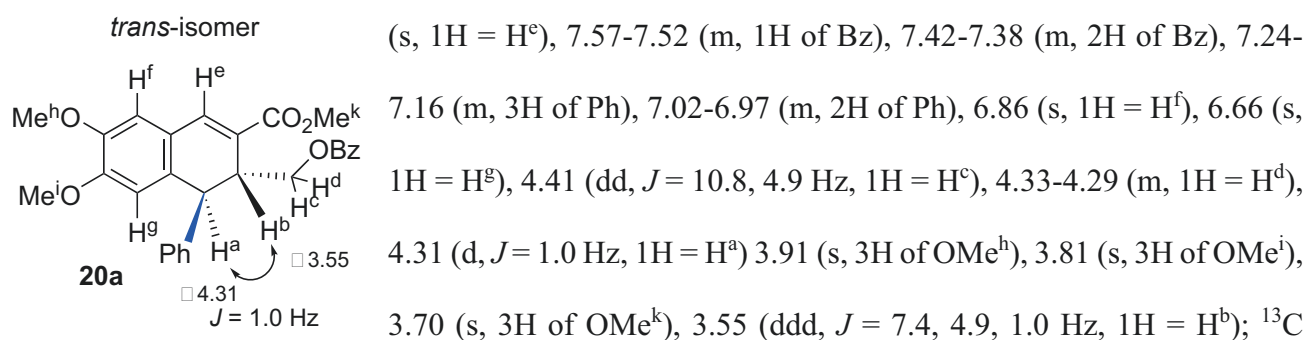 trans-isomer
Hᶠ
Hᵉ
MeʰO
CO₂Meᵏ
OBz
MeⁱO
Hᵈ
Hᶜ
Hᵍ
Hᵇ
Ph
Hᵃ
□ 3.55
20a
□ 4.31
J = 1.0 Hz
(s, 1H = Hᵉ), 7.57-7.52 (m, 1H of Bz), 7.42-7.38 (m, 2H of Bz), 7.24-
7.16 (m, 3H of Ph), 7.02-6.97 (m, 2H of Ph), 6.86 (s, 1H = Hᶠ), 6.66 (s,
1H = Hᵍ), 4.41 (dd, J = 10.8, 4.9 Hz, 1H = Hᶜ), 4.33-4.29 (m, 1H = Hᵈ),
4.31 (d, J = 1.0 Hz, 1H = Hᵃ) 3.91 (s, 3H of OMeʰ), 3.81 (s, 3H of OMeⁱ),
3.70 (s, 3H of OMeᵏ), 3.55 (ddd, J = 7.4, 4.9, 1.0 Hz, 1H = Hᵇ); ¹³C